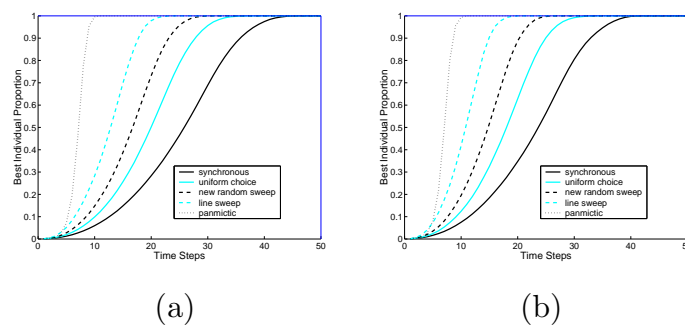 1
0.9
0.8
0.7
0.6
0.5
0.4
0.3
0.2
0.1
0
Best Individual Proportion
0
10
20
30
40
50
Time Steps
synchronous
uniform choice
new random sweep
line sweep
panmictic
(a)
1
0.9
0.8
0.7
0.6
0.5
0.4
0.3
0.2
0.1
0
Best Individual Proportion
0
10
20
30
40
50
Time Steps
synchronous
uniform choice
new random sweep
line sweep
panmictic
(b)